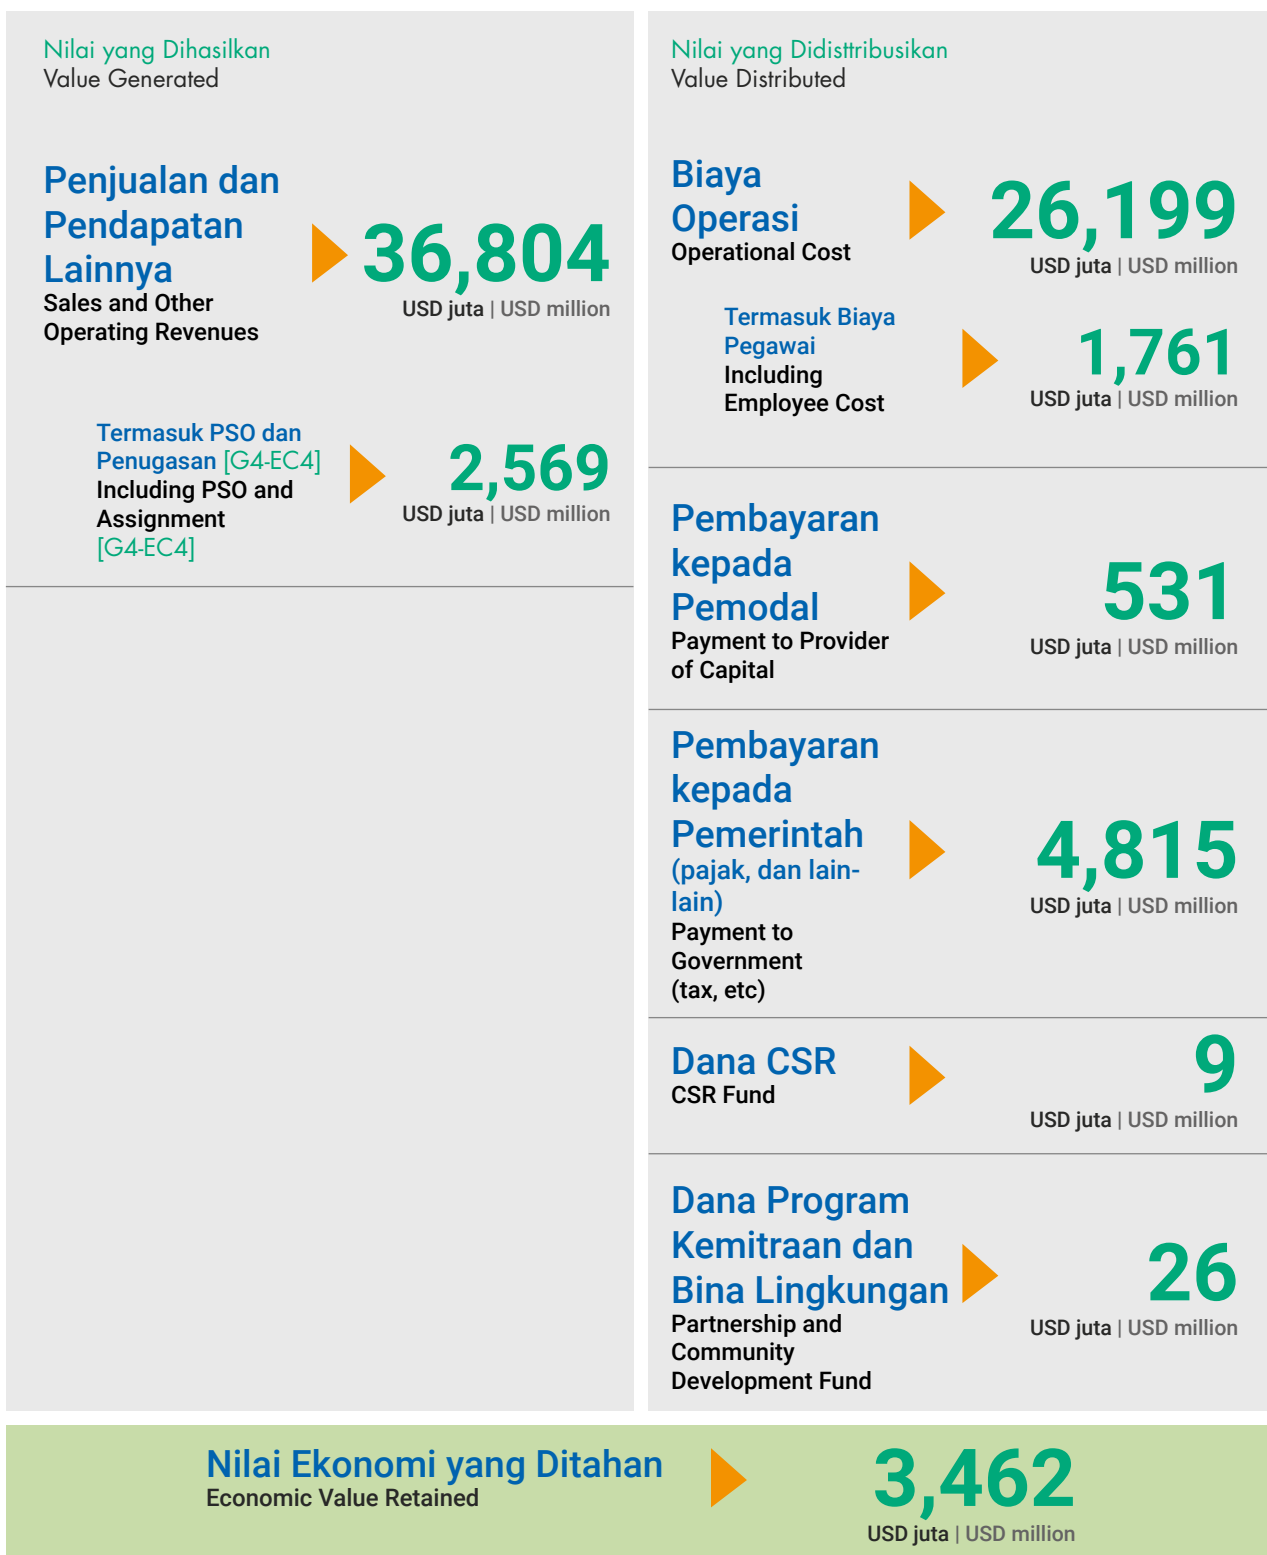 Nilai yang Dihasilkan
Value Generated
Penjualan dan
Pendapatan
Lainnya
Sales and Other
Operating Revenues
36,804
USD juta | USD million
Termasuk PSO dan
Penugasan [G4-EC4]
Including PSO and
Assignment
[G4-EC4]
2,569
USD juta | USD million
Nilai yang Didisttribusikan
Value Distributed
Biaya
Operasi
Operational Cost
26,199
USD juta | USD million
Termasuk Biaya
Pegawai
Including
Employee Cost
1,761
USD juta | USD million
Pembayaran
kepada
Pemodal
Payment to Provider
of Capital
531
USD juta | USD million
Pembayaran
kepada
Pemerintah
(pajak, dan lain-
lain)
Payment to
Government
(tax, etc)
4,815
USD juta | USD million
Dana CSR
CSR Fund
9
USD juta | USD million
Dana Program
Kemitraan dan
Bina Lingkungan
Partnership and
Community
Development Fund
26
USD juta | USD million
Nilai Ekonomi yang Ditahan
Economic Value Retained
3,462
USD juta | USD million